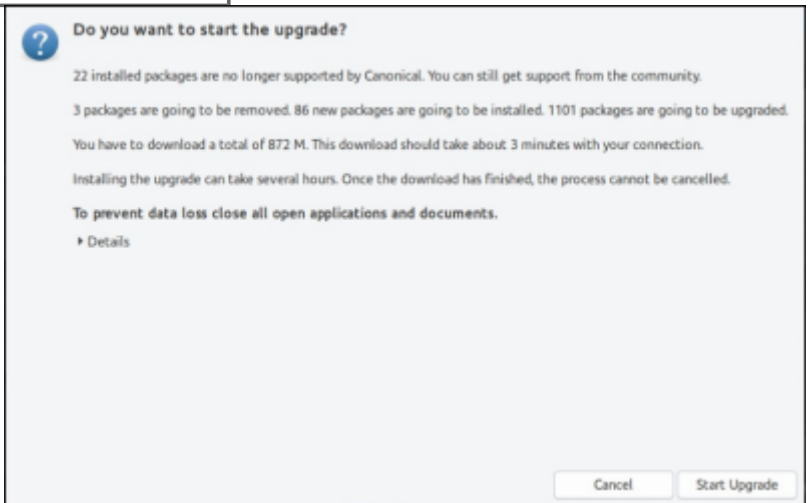 Do you want to start the upgrade?
22 installed packages are no longer supported by Canonical. You can still get support from the community.
3 packages are going to be removed. 86 new packages are going to be installed. 1101 packages are going to be upgraded.
You have to download a total of 872 M. This download should take about 3 minutes with your connection.
Installing the upgrade can take several hours. Once the download has finished, the process cannot be cancelled.
To prevent data loss close all open applications and documents.
Details
Cancel Start Upgrade